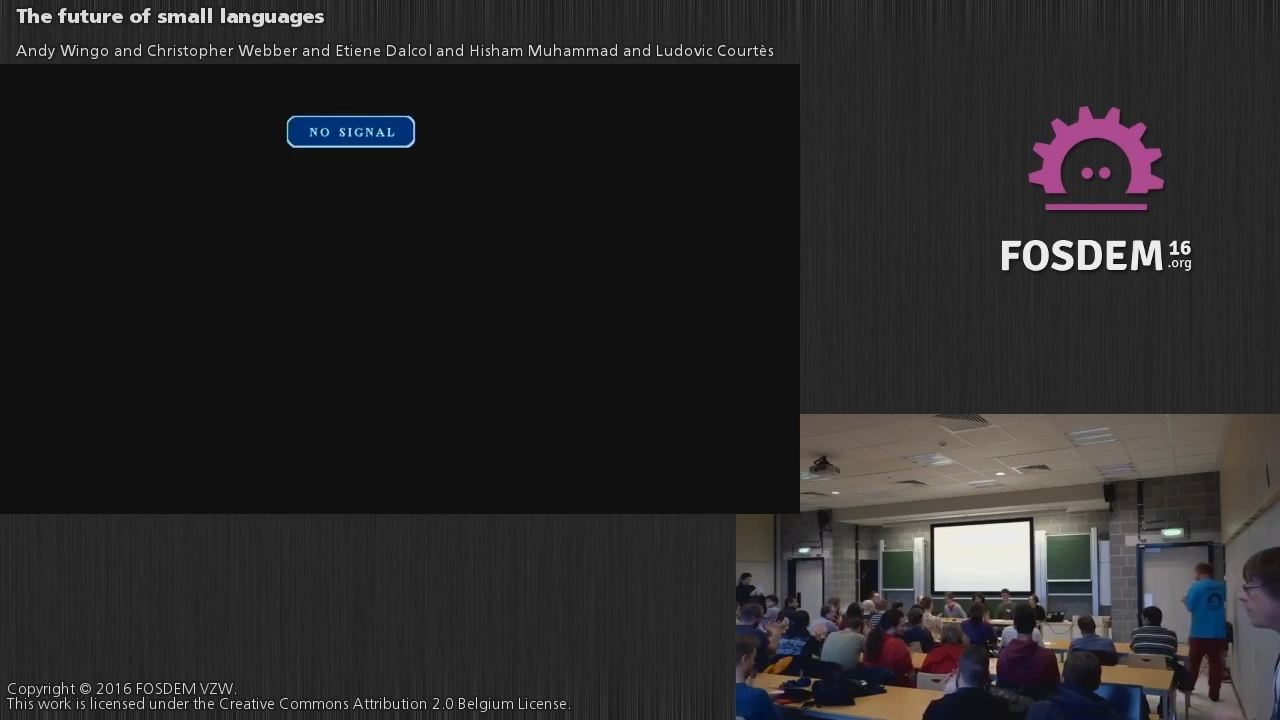 The future of small languages
Andy Wingo and Christopher Webber and Etiene Dalcol and Hisham Muhammad and Ludovic Courtès
NO SIGNAL
FOSDEM 16
.org
Copyright © 2016 FOSDEM VZW.
This work is licensed under the Creative Commons Attribution 2.0 Belgium License.